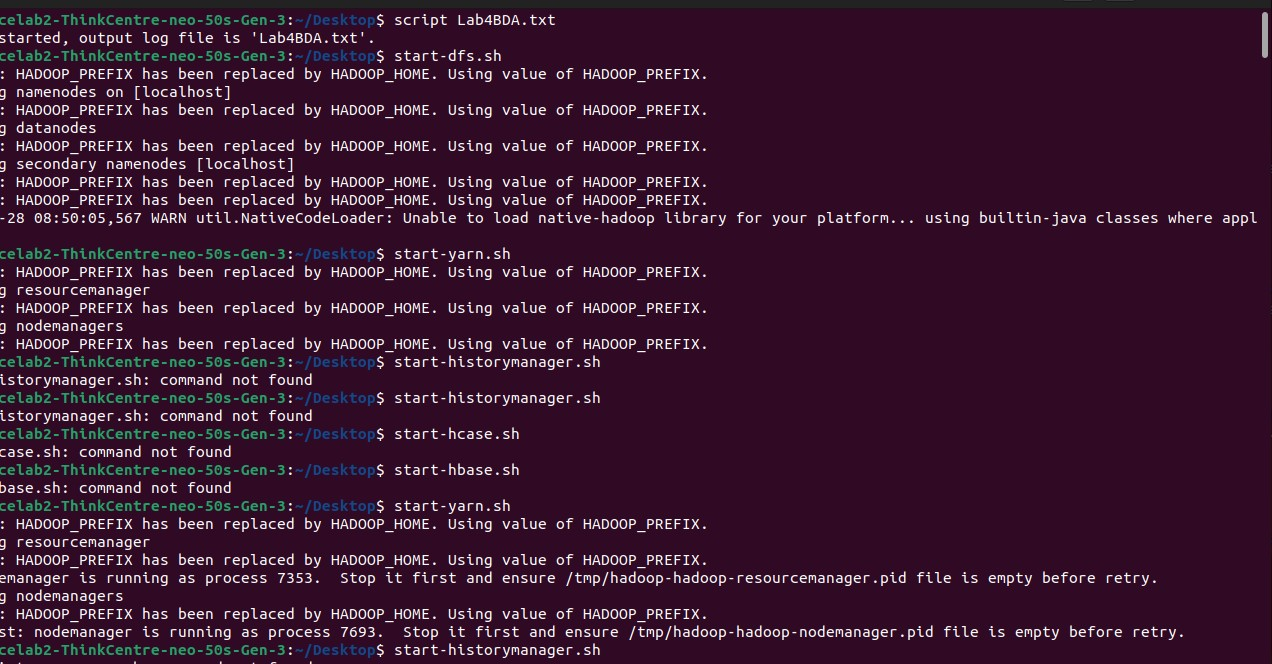 celab2-ThinkCentre-neo-50s-Gen-3:~/Desktop$ script Lab4BDA.txt
started, output log file is 'Lab4BDA.txt'.
celab2-ThinkCentre-neo-50s-Gen-3:~/Desktop$ start-dfs.sh
: HADOOP_PREFIX has been replaced by HADOOP_HOME. Using value of HADOOP_PREFIX.
g namenodes on [localhost]
: HADOOP_PREFIX has been replaced by HADOOP_HOME. Using value of HADOOP_PREFIX.
g datanodes
: HADOOP_PREFIX has been replaced by HADOOP_HOME. Using value of HADOOP_PREFIX.
g secondary namenodes [localhost]
: HADOOP_PREFIX has been replaced by HADOOP_HOME. Using value of HADOOP_PREFIX.
: HADOOP_PREFIX has been replaced by HADOOP_HOME. Using value of HADOOP_PREFIX.
-28 08:50:05,567 WARN util.NativeCodeLoader: Unable to load native-hadoop library for your platform... using builtin-java classes where appl
celab2-ThinkCentre-neo-50s-Gen-3:~/Desktop$ start-yarn.sh
: HADOOP_PREFIX has been replaced by HADOOP_HOME. Using value of HADOOP_PREFIX.
g resourcemanager
: HADOOP_PREFIX has been replaced by HADOOP_HOME. Using value of HADOOP_PREFIX.
g nodemanagers
: HADOOP_PREFIX has been replaced by HADOOP_HOME. Using value of HADOOP_PREFIX.
celab2-ThinkCentre-neo-50s-Gen-3:~/Desktop$ start-historymanager.sh
istorymanager.sh: command not found
celab2-ThinkCentre-neo-50s-Gen-3:~/Desktop$ start-historymanager.sh
istorymanager.sh: command not found
celab2-ThinkCentre-neo-50s-Gen-3:~/Desktop$ start-hcase.sh
case.sh: command not found
celab2-ThinkCentre-neo-50s-Gen-3:~/Desktop$ start-hbase.sh
base.sh: command not found
celab2-ThinkCentre-neo-50s-Gen-3:~/Desktop$ start-yarn.sh
: HADOOP_PREFIX has been replaced by HADOOP_HOME. Using value of HADOOP_PREFIX.
g resourcemanager
: HADOOP_PREFIX has been replaced by HADOOP_HOME. Using value of HADOOP_PREFIX.
emanager is running as process 7353.  Stop it first and ensure /tmp/hadoop-hadoop-resourcemanager.pid file is empty before retry.
g nodemanagers
: HADOOP_PREFIX has been replaced by HADOOP_HOME. Using value of HADOOP_PREFIX.
st: nodemanager is running as process 7693.  Stop it first and ensure /tmp/hadoop-hadoop-nodemanager.pid file is empty before retry.
celab2-ThinkCentre-neo-50s-Gen-3:~/Desktop$ start-historymanager.sh